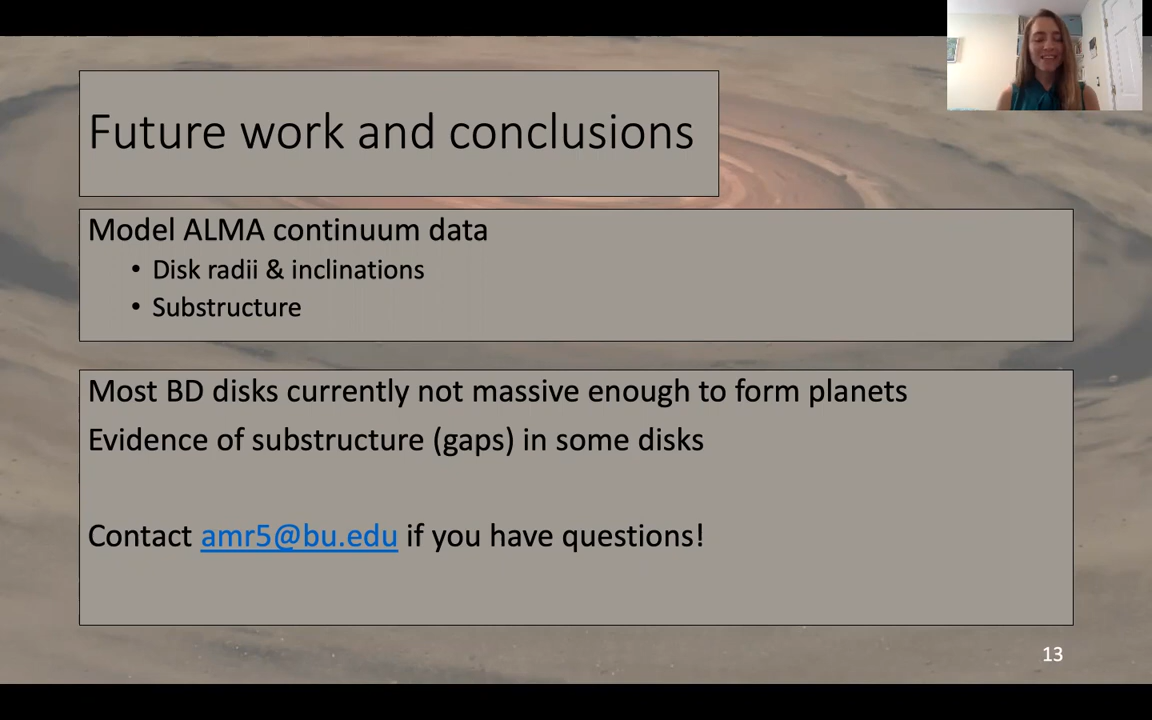 Future work and conclusions
Model ALMA continuum data
• Disk radii & inclinations
• Substructure
Most BD disks currently not massive enough to form planets
Evidence of substructure (gaps) in some disks
Contact amr5@bu.edu if you have questions!
13